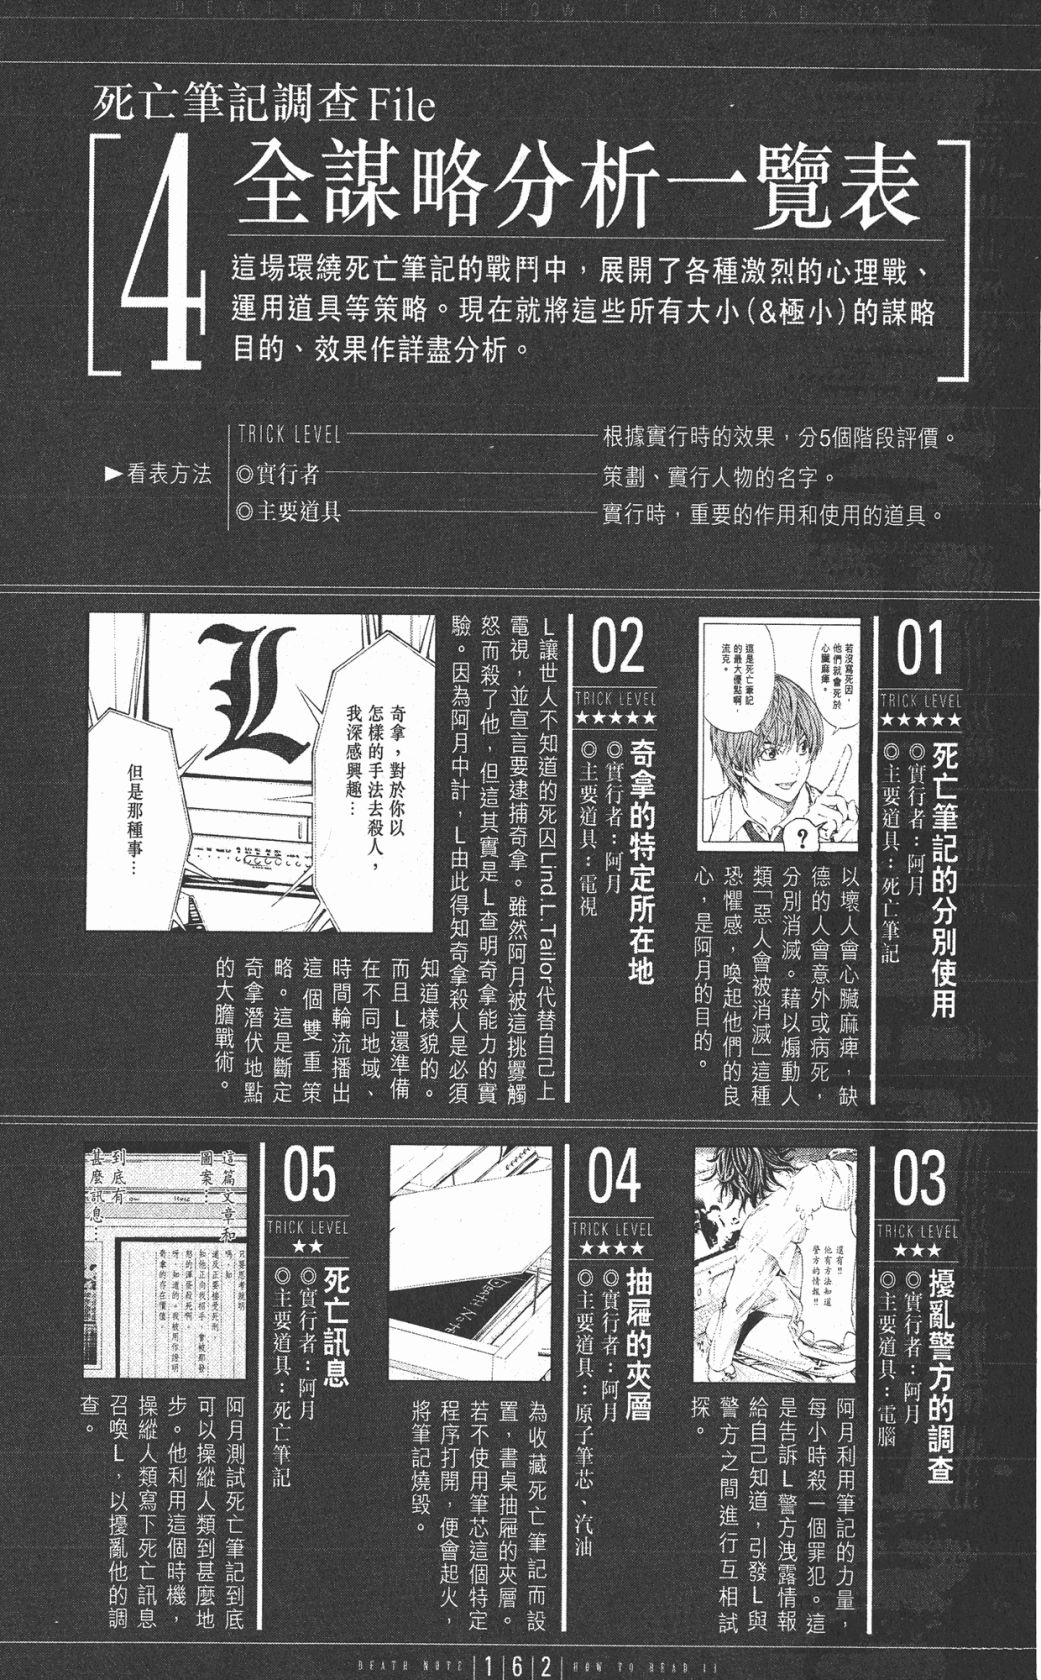 DEATH NOTE HOW TO READ 13
死亡筆記調查File
4
全謀略分析一覽表
這場環繞死亡筆記的戰鬥中，展開了各種激烈的心理戰、
運用道具等策略。現在就將這些所有大小（&極小）的謀略
目的、效果作詳盡分析。
▶看表方法
TRICK LEVEL 根據實行時的效果，分5個階段評價。
◎實行者 策劃、實行人物的名字。
◎主要道具 實行時，重要的作用和使用的道具。
01
TRICK LEVEL
★★★★★
死亡筆記的分別使用
◎實行者：阿月
◎主要道具：死亡筆記
若沒寫死因，
他們就會死於
心臟麻痺。
這是死亡筆記
的最大優點啊，
流克。
？
以壞人會心臟麻痺，缺
德的人會意外或病死，
分別消滅。藉以煽動人
類「惡人會被消滅」這種
恐懼感，喚起他們的良
心，是阿月的目的。
02
TRICK LEVEL
★★★★★
奇拿的特定所在地
◎實行者：阿月
◎主要道具：電視
L讓世人不知道的死囚Lind.L.Tailor代替自己上
電視，並宣言要逮捕奇拿。雖然阿月被這挑釁觸
怒而殺了他，但這其實是L查明奇拿能力的實
驗。因為阿月中計，L由此得知奇拿殺人是必須
知道樣貌的。
而且L還準備
在不同地域、
時間輪流播出
這個雙重策
略。這是斷定
奇拿潛伏地點
的大膽戰術。
L
奇拿，對於你以
怎樣的手法去殺人，
我深感興趣…
但是那種事…
03
TRICK LEVEL
★★★
擾亂警方的調查
◎實行者：阿月
◎主要道具：電腦
還有!!
他有方法知道
警方的情報!!
阿月利用筆記的力量，
每小時殺一個罪犯。這
是告訴L警方洩露情報
給自己知道，引發L與
警方之間進行互相試
探。
04
TRICK LEVEL
★★★★
抽屜的夾層
◎實行者：阿月
◎主要道具：原子筆芯、汽油
Death Note
為收藏死亡筆記而設
置，書桌抽屜的夾層。
若不使用筆芯這個特定
程序打開，便會起火，
將筆記燒毀。
05
TRICK LEVEL
★★
死亡訊息
◎實行者：阿月
◎主要道具：死亡筆記
這篇文章和
圖案…
到底有
甚麼訊息…
奇拿的存在價值。
阿月測試死亡筆記到底
可以操縱人類到甚麼地
步。他利用這個時機，
操縱人類寫下死亡訊息
召喚L，以擾亂他的調
查。
DEATH NOTE 162 HOW TO READ 13